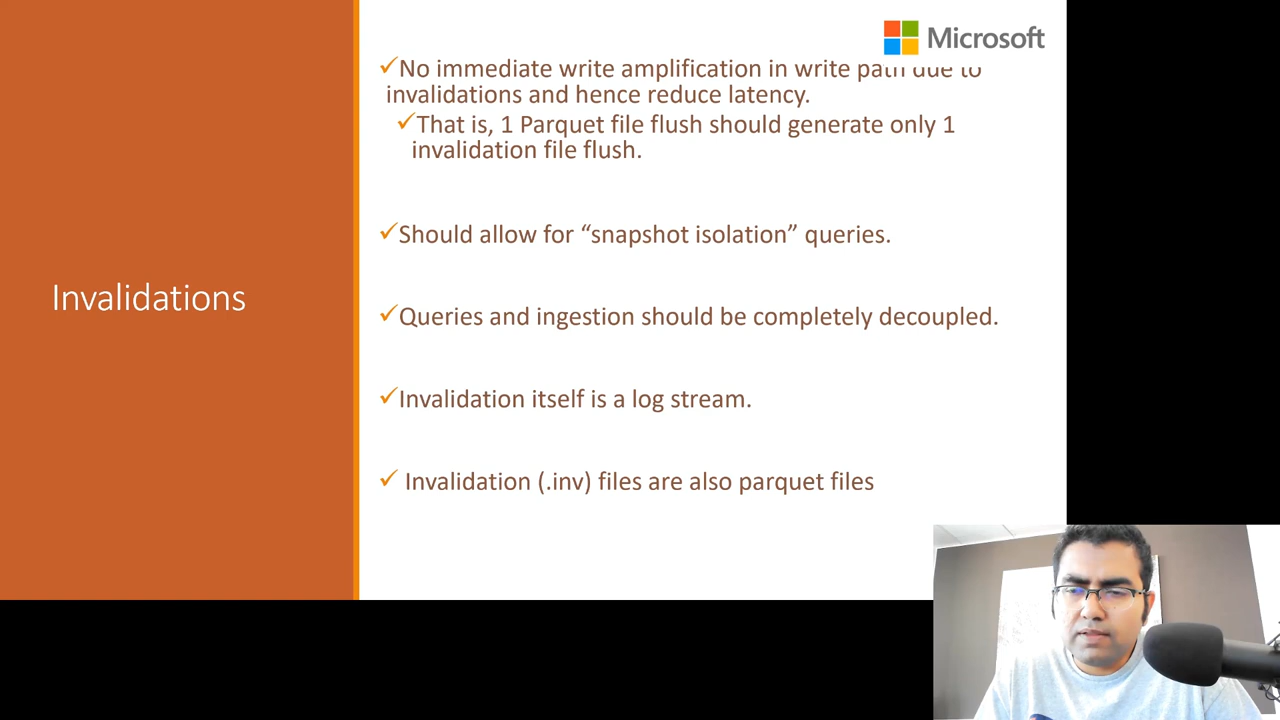 Microsoft
✓No immediate write amplification in write path due to
invalidations and hence reduce latency.
✓That is, 1 Parquet file flush should generate only 1
invalidation file flush.
✓Should allow for “snapshot isolation” queries.
Invalidations
✓Queries and ingestion should be completely decoupled.
✓Invalidation itself is a log stream.
✓ Invalidation (.inv) files are also parquet files